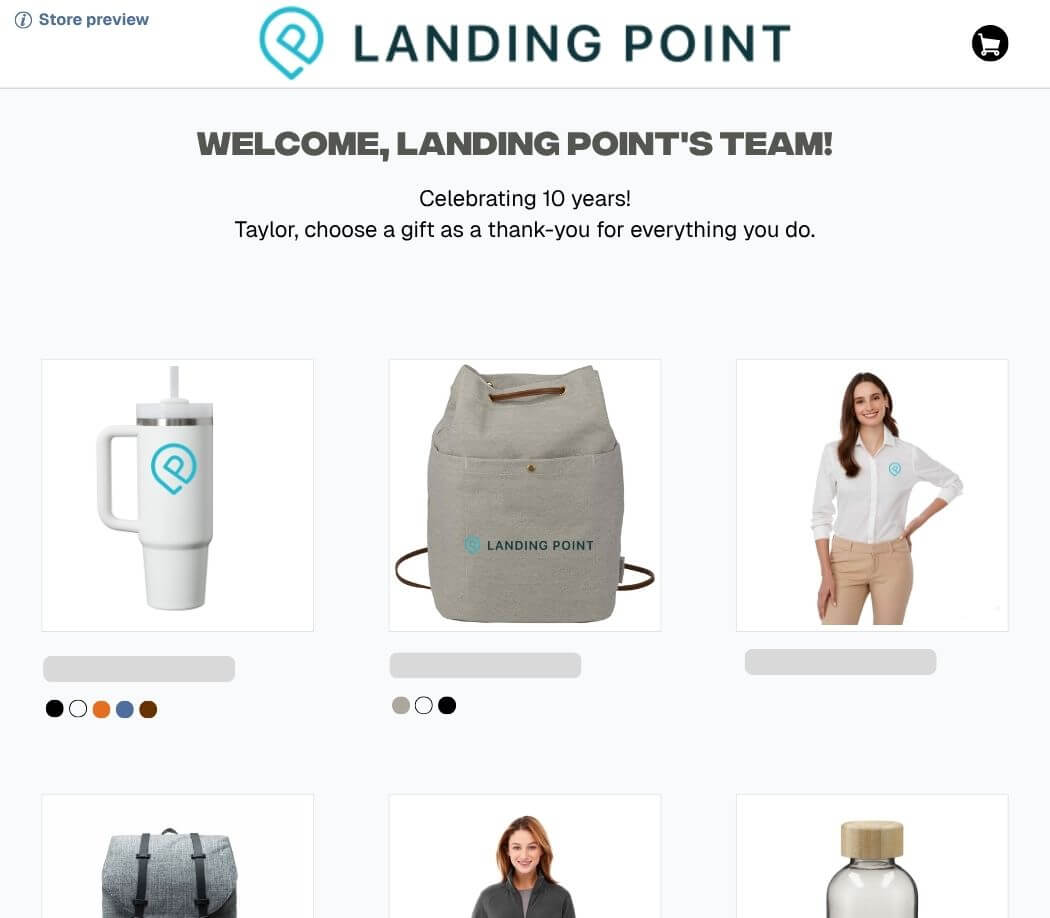 Store preview
LANDING POINT
WELCOME, LANDING POINT'S TEAM!
Celebrating 10 years!
Taylor, choose a gift as a thank-you for everything you do.
LANDING POINT